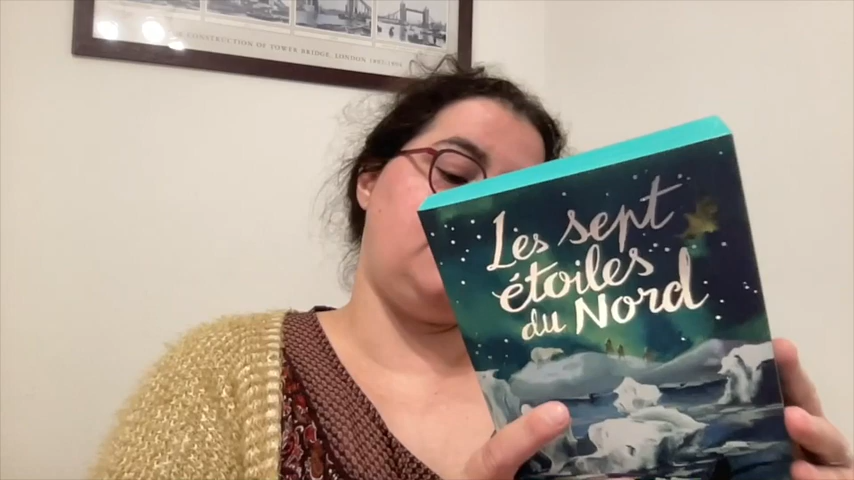 CONSTRUCTION OF TOWER BRIDGE, LONDON
Les sept
étoiles
du Nord